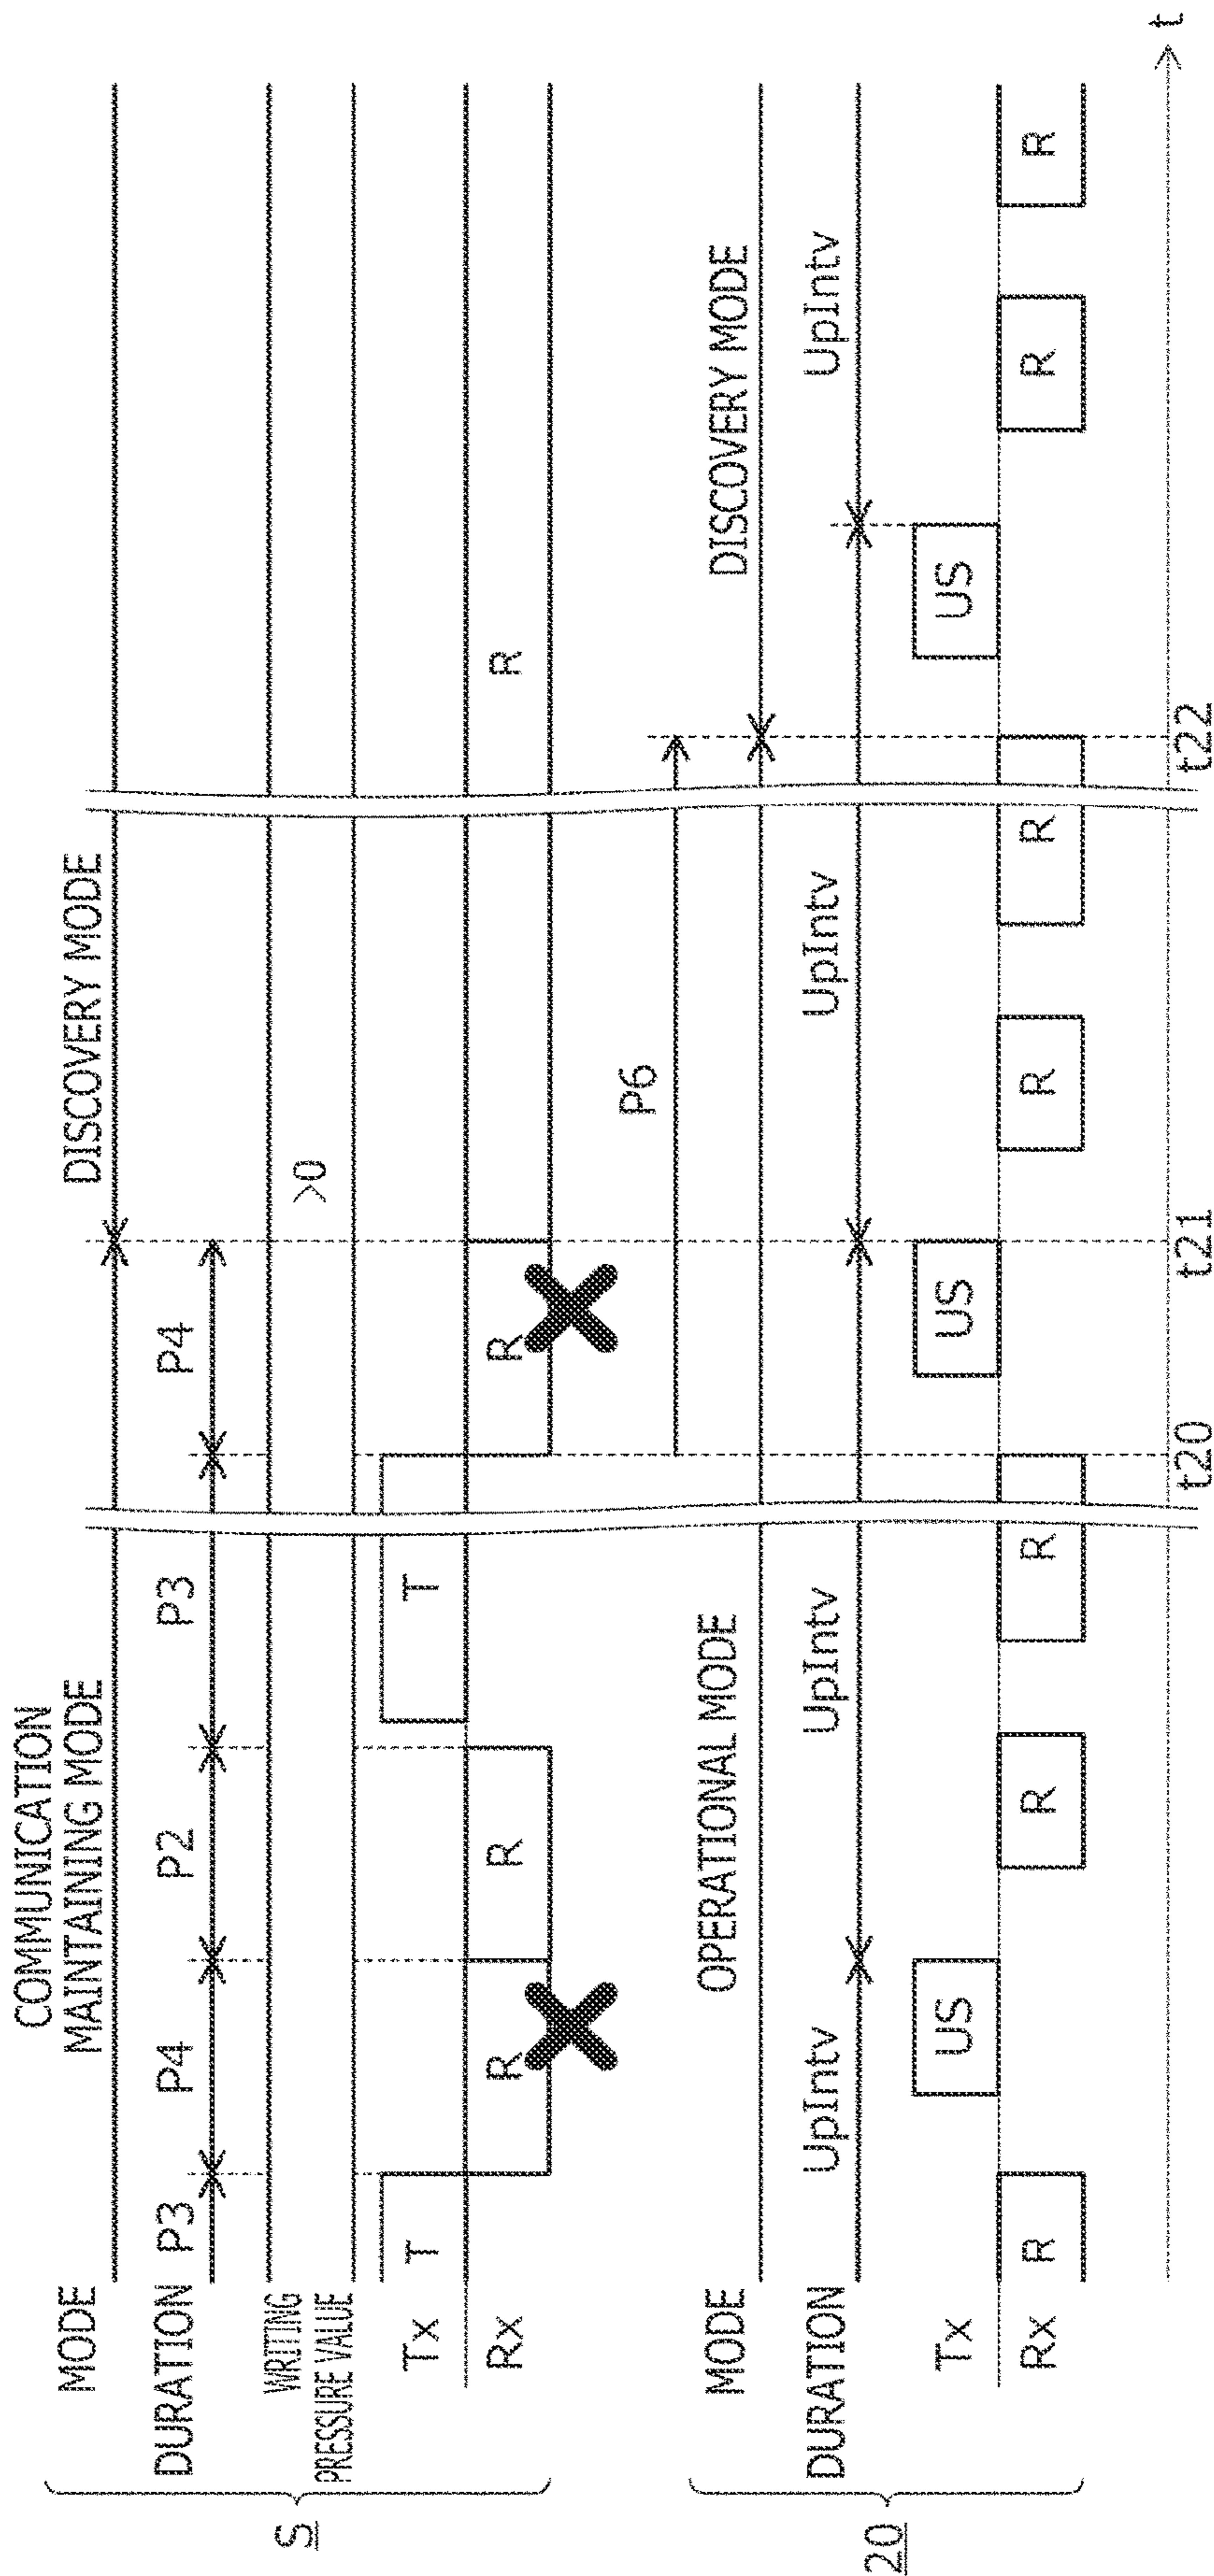 COMMUNICATION
MAINTAINING MODE
DISCOVERY MODE
MODE
DURATION
P3
P4
P2
P3
P4
WRITING
PRESSURE VALUE
>0
Tx
T
T
Rx
R
R
R
R
S
P6
OPERATIONAL MODE
DISCOVERY MODE
MODE
DURATION
UpIntv
UpIntv
UpIntv
UpIntv
Tx
US
US
US
Rx
R
R
R
R
R
R
R
20
t20
t21
t22
t